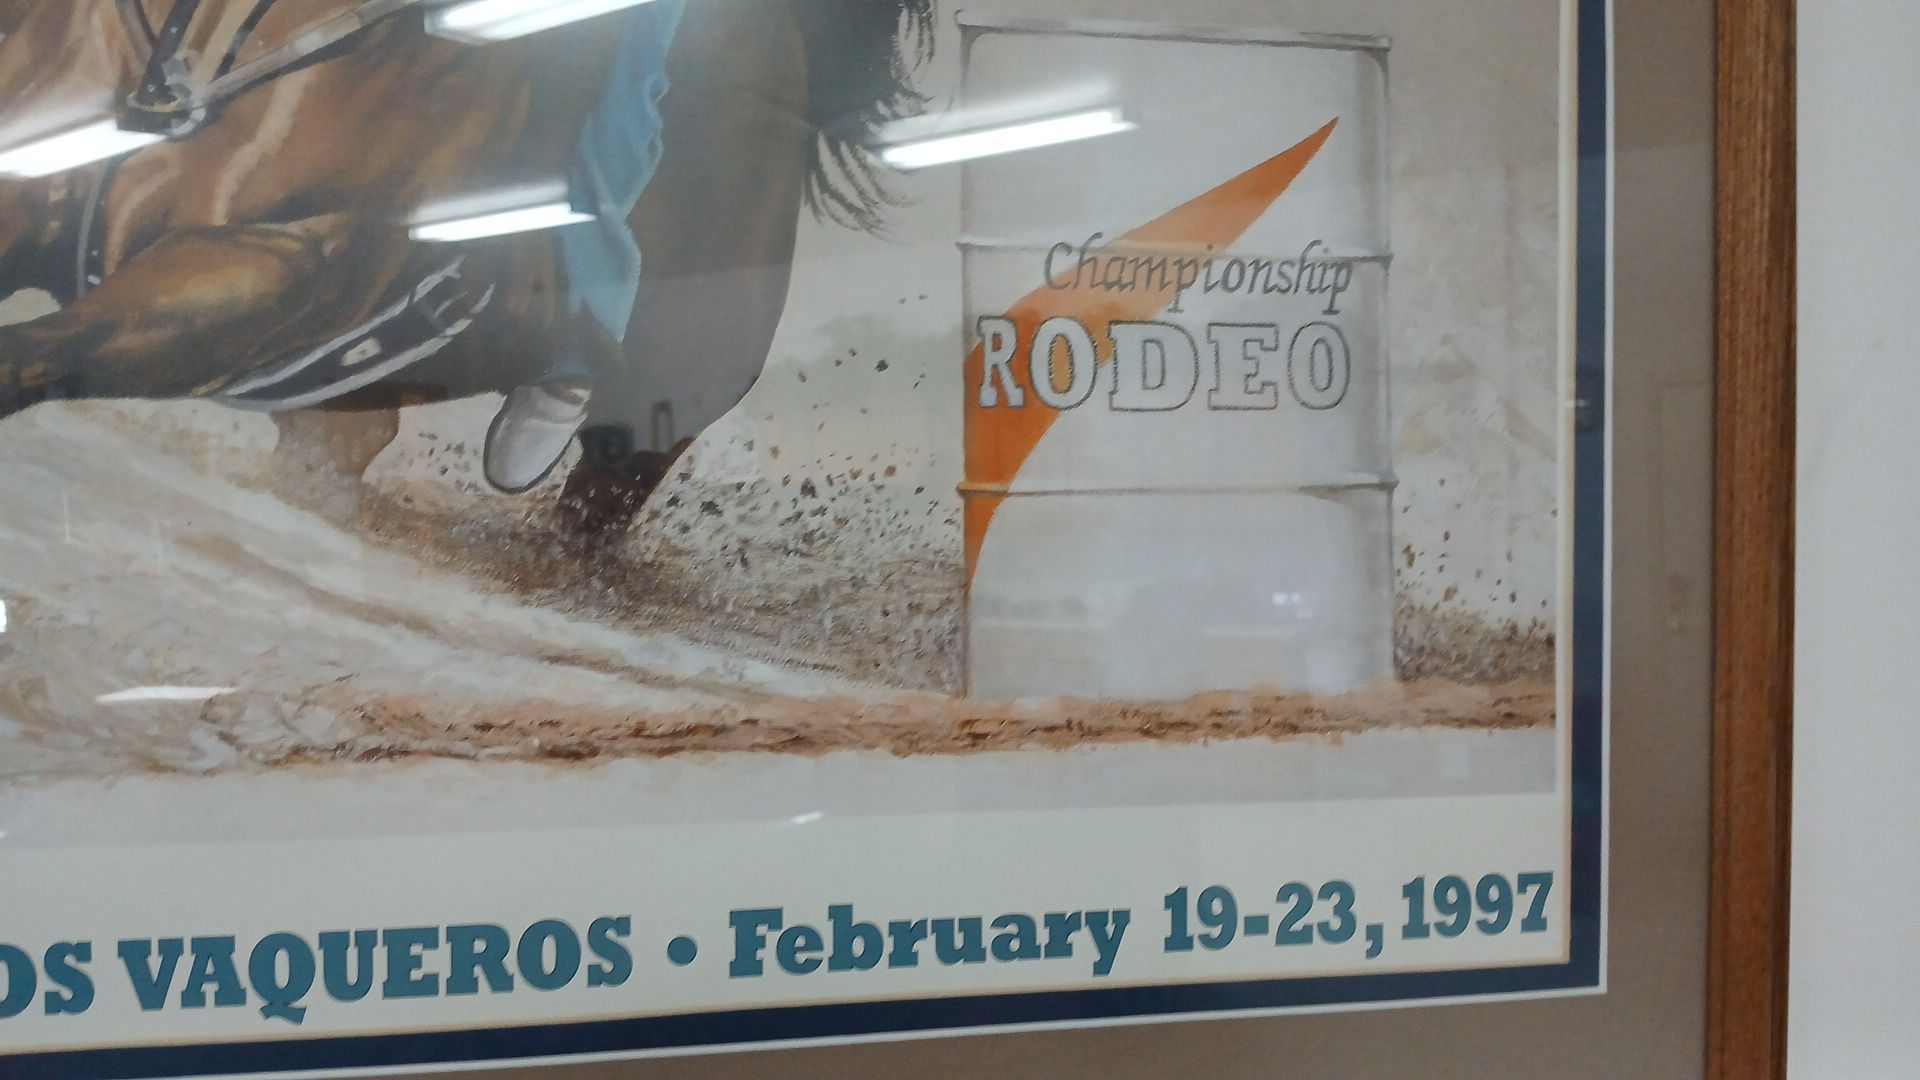 Championship
RODEO
OS VAQUEROS • February 19-23, 1997